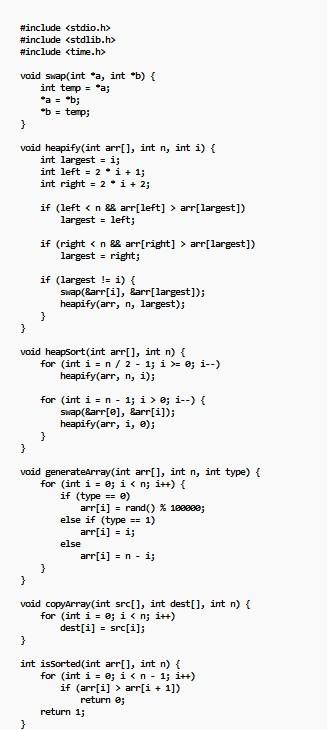 #include <stdio.h>
#include <stdlib.h>
#include <time.h>

void swap(int *a, int *b) {
    int temp = *a;
    *a = *b;
    *b = temp;
}

void heapify(int arr[], int n, int i) {
    int largest = i;
    int left = 2 * i + 1;
    int right = 2 * i + 2;

    if (left < n && arr[left] > arr[largest])
        largest = left;

    if (right < n && arr[right] > arr[largest])
        largest = right;

    if (largest != i) {
        swap(&arr[i], &arr[largest]);
        heapify(arr, n, largest);
    }
}

void heapSort(int arr[], int n) {
    for (int i = n / 2 - 1; i >= 0; i--)
        heapify(arr, n, i);

    for (int i = n - 1; i > 0; i--) {
        swap(&arr[0], &arr[i]);
        heapify(arr, i, 0);
    }
}

void generateArray(int arr[], int n, int type) {
    for (int i = 0; i < n; i++) {
        if (type == 0)
            arr[i] = rand() % 100000;
        else if (type == 1)
            arr[i] = i;
        else
            arr[i] = n - i;
    }
}

void copyArray(int src[], int dest[], int n) {
    for (int i = 0; i < n; i++)
        dest[i] = src[i];
}

int isSorted(int arr[], int n) {
    for (int i = 0; i < n - 1; i++)
        if (arr[i] > arr[i + 1])
            return 0;
    return 1;
}